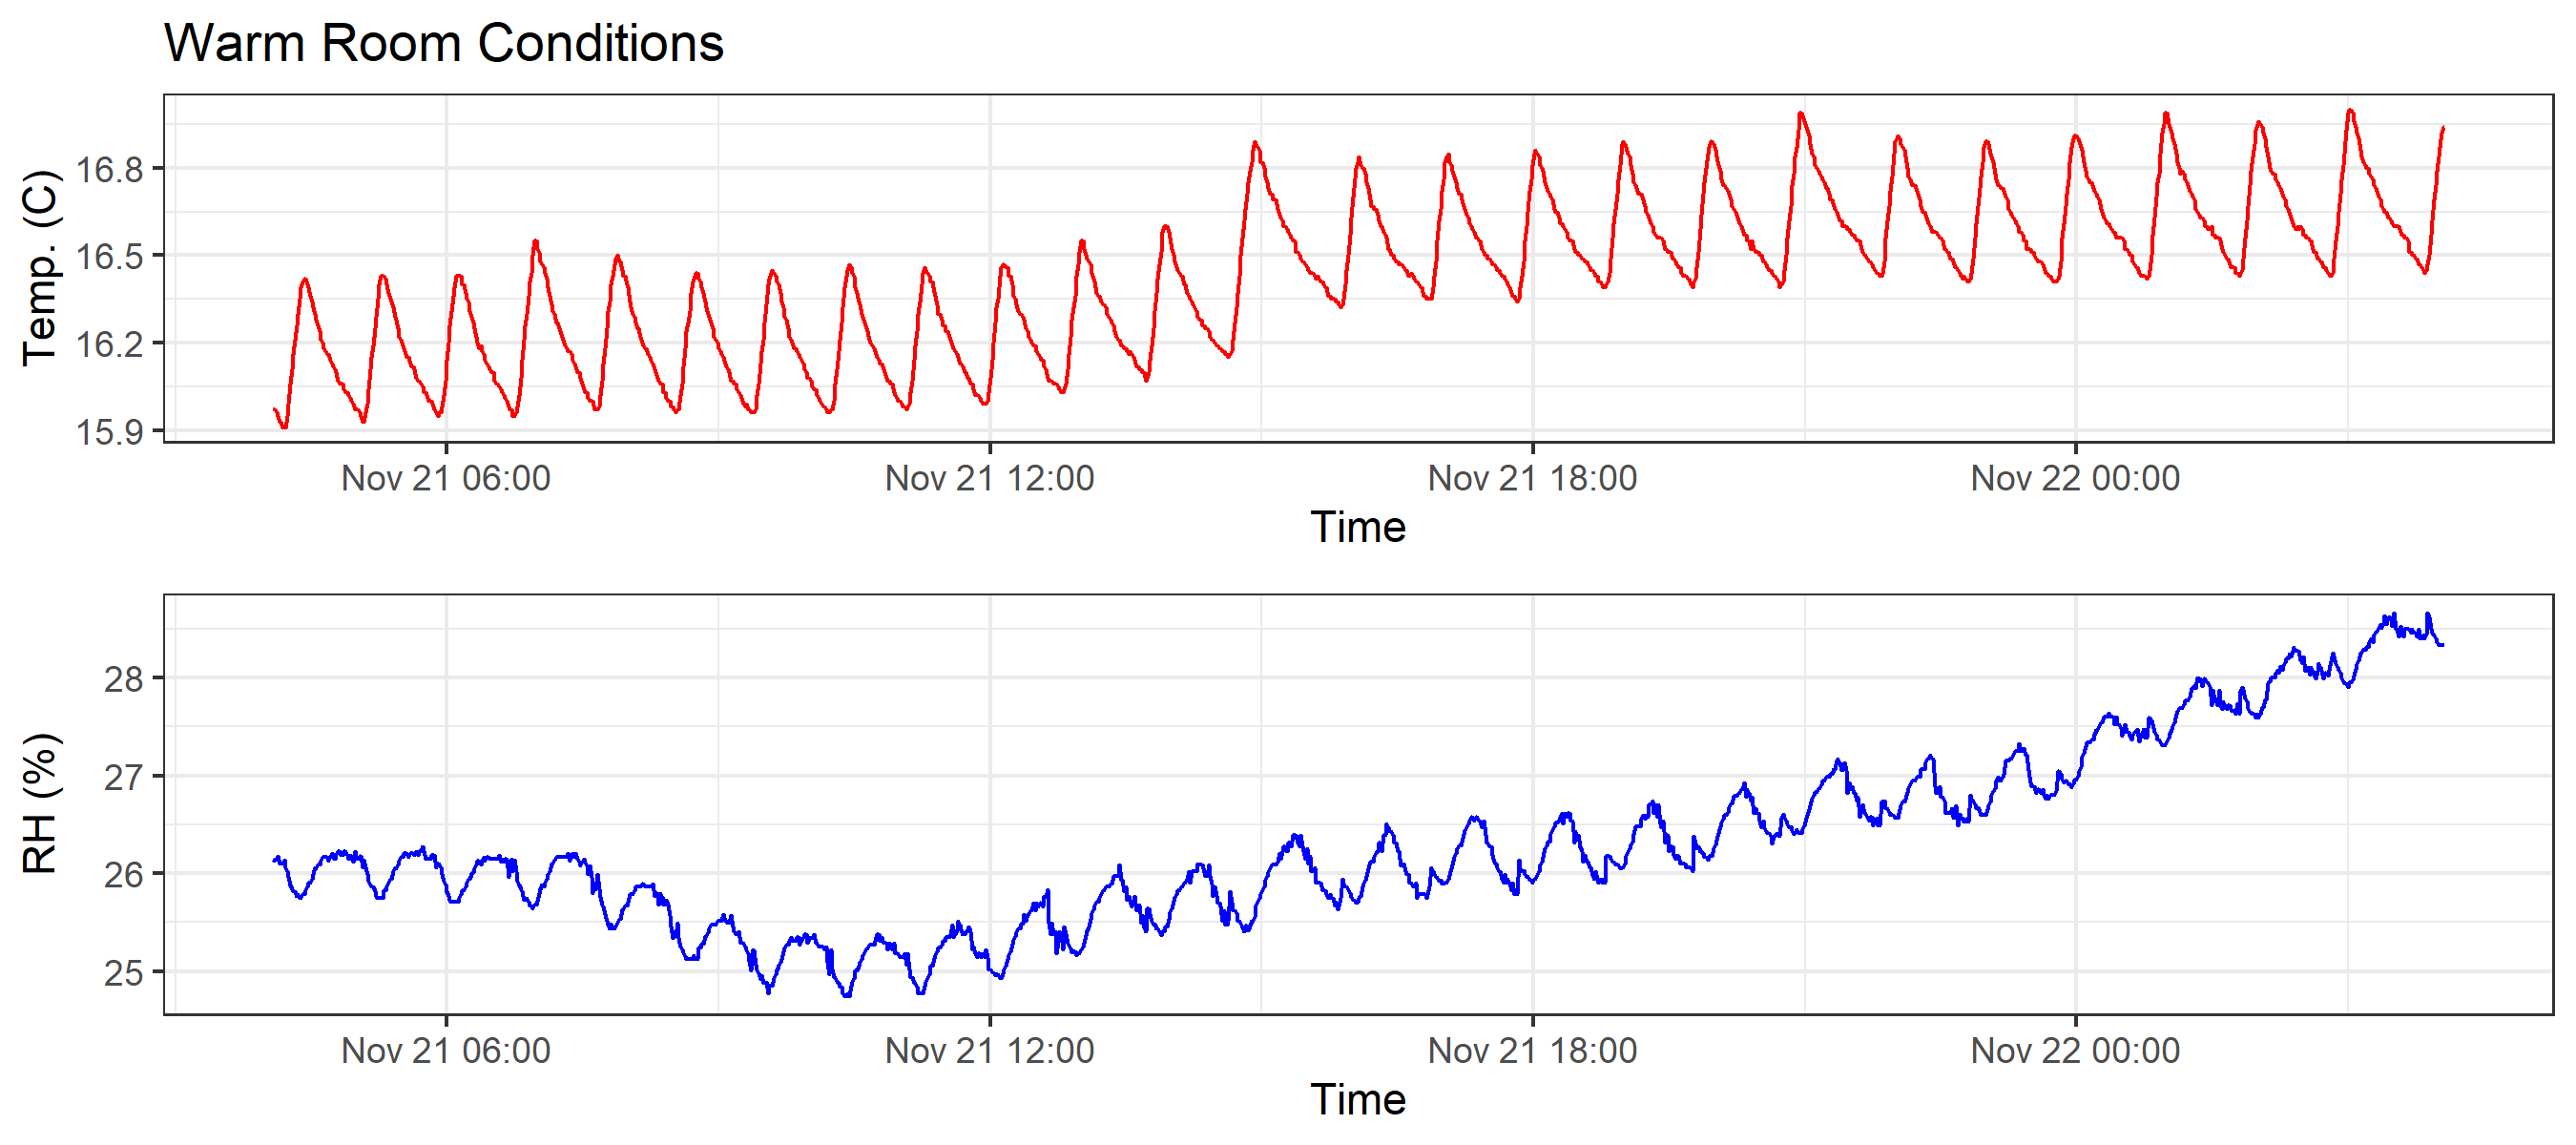 Warm Room Conditions
Temp. (C)
16.8
16.5
16.2
15.9
Nov 21 06:00 Nov 21 12:00 Nov 21 18:00 Nov 22 00:00
Time
RH (%)
28
27
26
25
Nov 21 06:00 Nov 21 12:00 Nov 21 18:00 Nov 22 00:00
Time